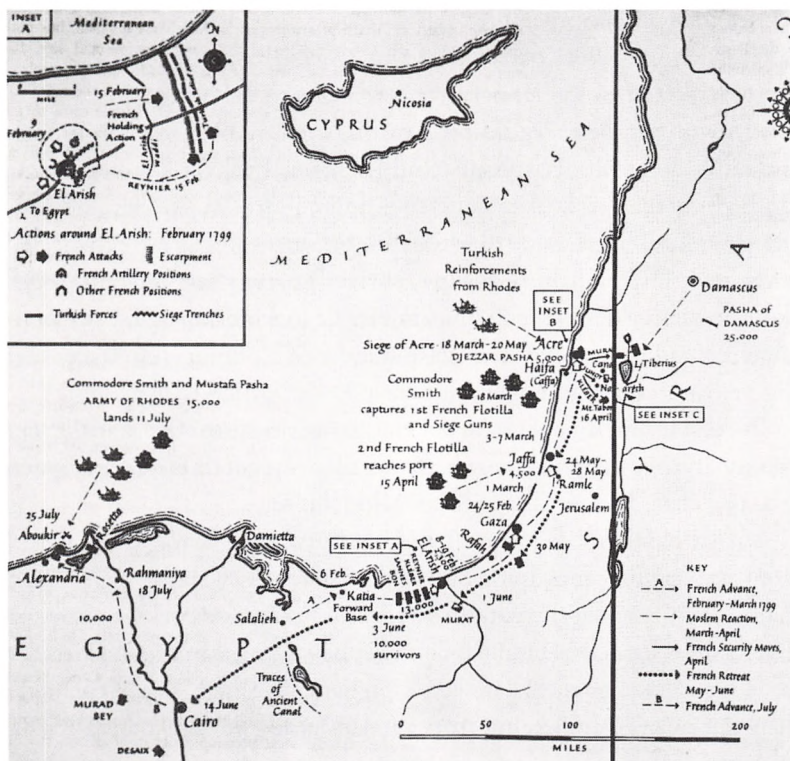 INSET
A
Mediterranean
Sea
N
MILES
15 February
French
Holding
Action
El Arish
February
El Arish
REYNIER 15 Feb
To Egypt
Actions around El Arish: February 1799
French Attacks
Escarpment
French Artillery Positions
Other French Positions
Turkish Forces
Siege Trenches
Nicosia
CYPRUS
MEDITERRANEAN SEA
Turkish
Reinforcements
from Rhodes
SEE
INSET
B
Damascus
PASHA of
DAMASCUS
25,000
Siege of Acre - 18 March - 20 May
Acre
DJEZZAR PASHA 5,000
Haifa
(Caffa)
MURAT
Cana
L. Tiberius
Mt. Tabor
16 April
SEE INSET C
SYRIA
Commodore
Smith
18 March
captures 1st French Flotilla
and Siege Guns
3-7 March
2nd French Flotilla
reaches port
15 April
Jaffa
4,500
1 March
24 May-
28 May
Ramle
Jerusalem
24/25 Feb.
Gaza
Rafah
30 May
Commodore Smith and Mustafa Pasha
ARMY OF RHODES 15,000
Lands 11 July
25 July
Aboukir
Rosetta
Damietta
SEE INSET A
El Arish
Alexandria
Rahmaniya
18 July
6 Feb.
Katia
Forward
Base
REYNIER
KLEBER
LANNES
13,000
MURAT
1 June
3 June
10,000
survivors
Salalieh
10,000
EGYPT
Traces
of
Ancient
Canal
MURAD
BEY
14 June
Cairo
DESAIX
KEY
French Advance,
February-March 1799
Moslem Reaction,
March-April
French Security Moves,
April
French Retreat
May-June
B
French Advance, July
0
50
100
200
MILES